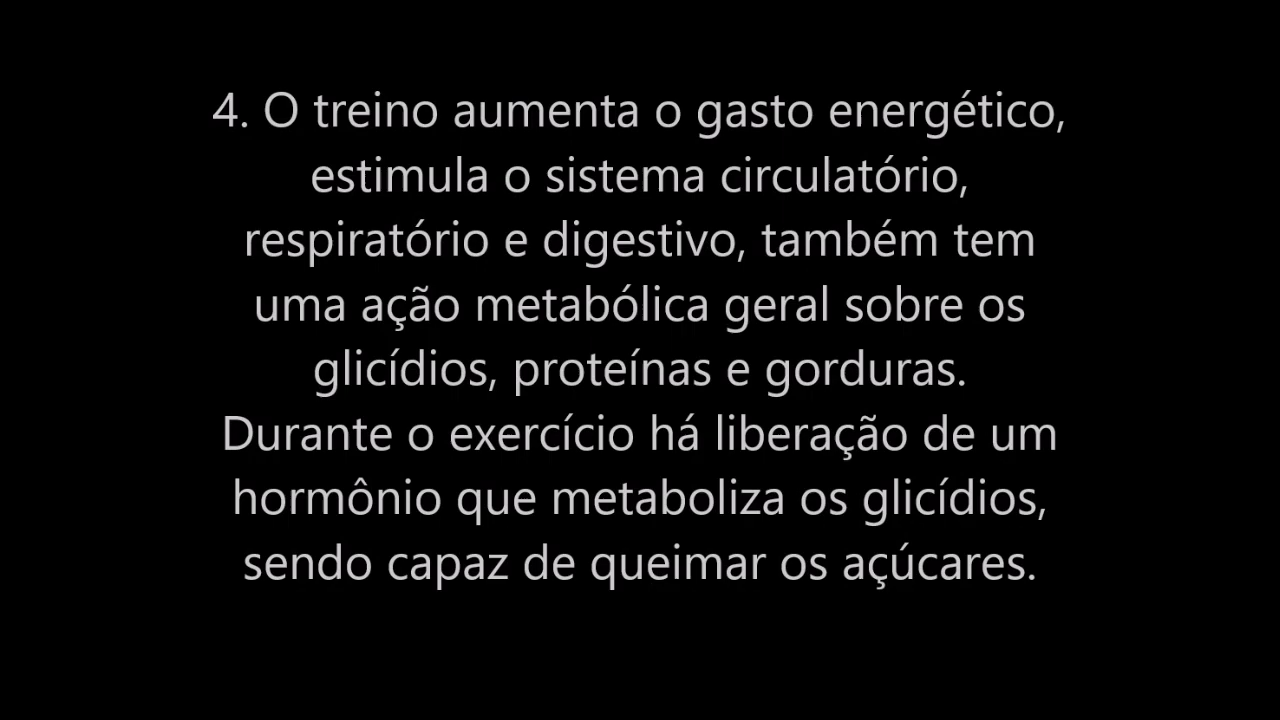 4. O treino aumenta o gasto energético,
estimula o sistema circulatório,
respiratório e digestivo, também tem
uma ação metabólica geral sobre os
glicídios, proteínas e gorduras.
Durante o exercício há liberação de um
hormônio que metaboliza os glicídios,
sendo capaz de queimar os açúcares.